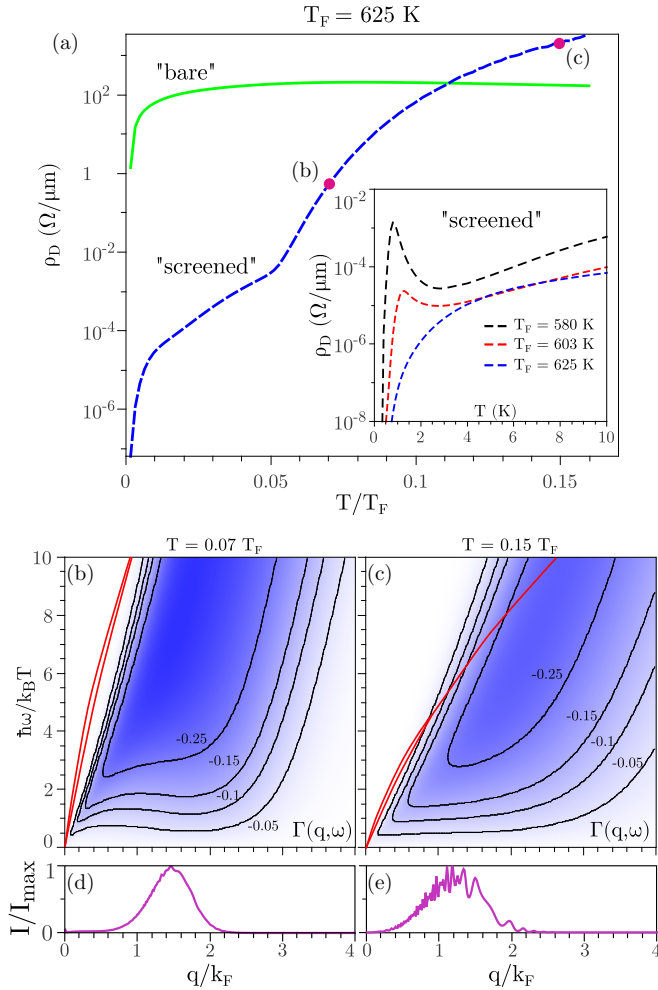 T_F = 625 K
(a)
"bare"
(c)
10^2
1
10^-2
10^-4
10^-6
ρ_D (Ω/μm)
(b)
"screened"
0
0.05
0.10
0.15
T/T_F
10^-2
10^-4
10^-6
10^-8
ρ_D (Ω/μm)
"screened"
T_F = 580 K
T_F = 603 K
T_F = 625 K
T (K)
0 2 4 6 8 10
T = 0.07 T_F
T = 0.15 T_F
(b)
(c)
10
8
6
4
2
0
ħω/k_BT
-0.25
-0.15
-0.1
-0.05
Γ(q,ω)
-0.25
-0.15
-0.1
-0.05
Γ(q,ω)
(d)
(e)
I/I_max
1
0
0 1 2 3 4
0 1 2 3 4
q/k_F
q/k_F